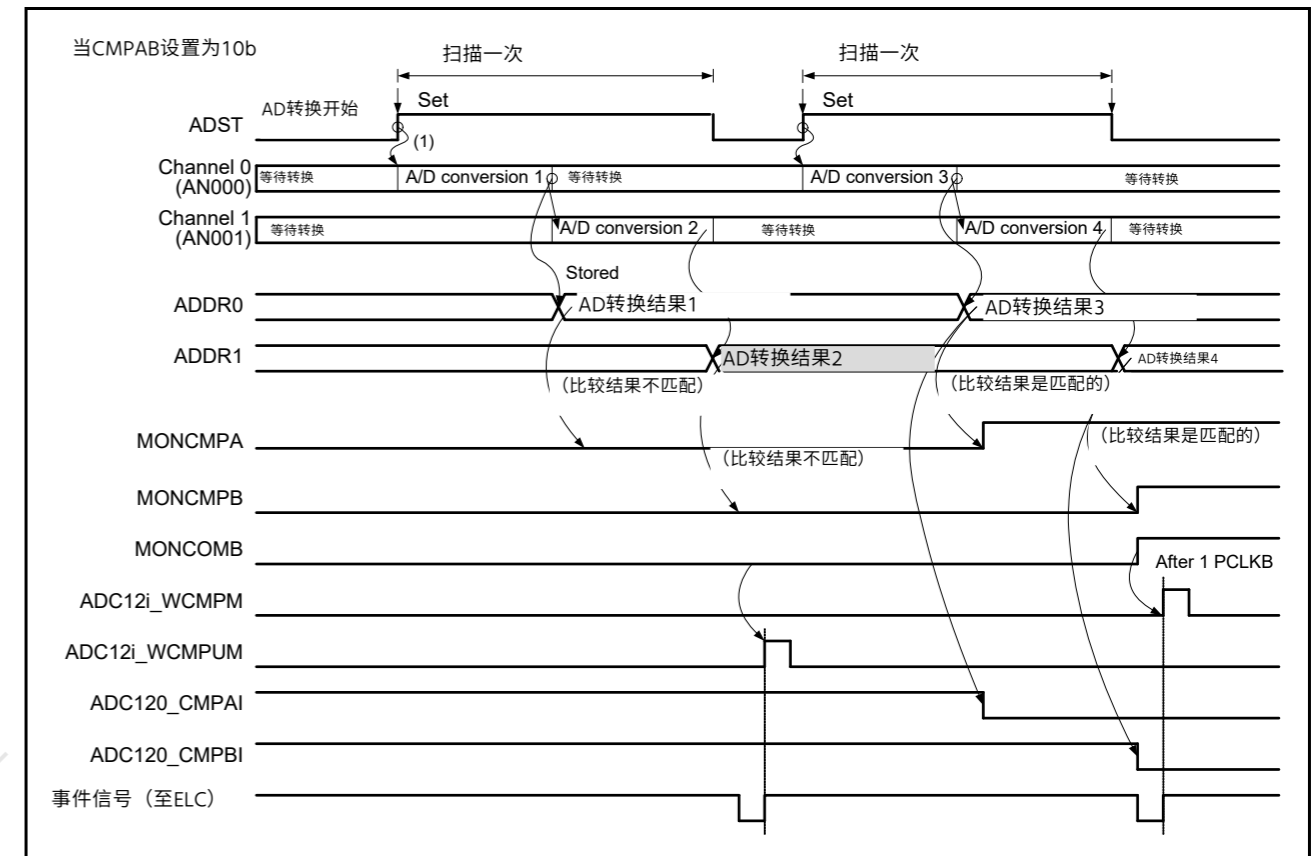 当CMPAB设置为10b
扫描一次 扫描一次
AD转换开始 Set Set
ADST
(1)
Channel 0
(AN000)
等待转换 A/D conversion 1 等待转换 A/D conversion 3 等待转换
Channel 1
(AN001)
等待转换 A/D conversion 2 等待转换 A/D conversion 4 等待转换
Stored
ADDR0 AD转换结果1 AD转换结果3
ADDR1 AD转换结果2 AD转换结果4
(比较结果不匹配) (比较结果是匹配的)
MONCMPA (比较结果是匹配的)
(比较结果不匹配)
MONCMPB
MONCOMB
After 1 PCLKB
ADC12i_WCMPM
ADC12i_WCMPUM
ADC120_CMPAI
ADC120_CMPBI
事件信号（至ELC）